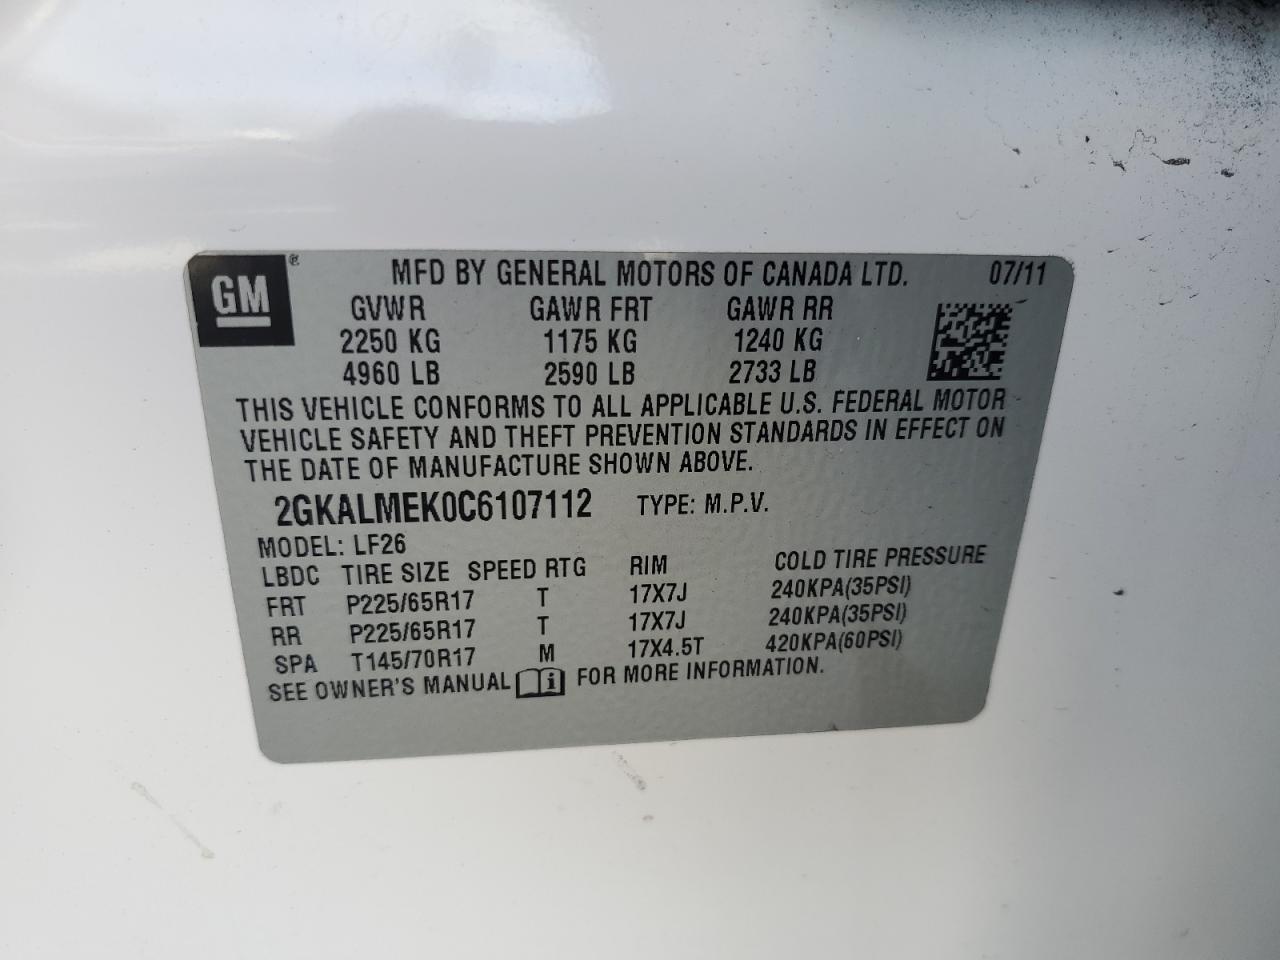 GM ® MFD BY GENERAL MOTORS OF CANADA LTD. 07/11
GVWR GAWR FRT GAWR RR
2250 KG 1175 KG 1240 KG
4960 LB 2590 LB 2733 LB
THIS VEHICLE CONFORMS TO ALL APPLICABLE U.S. FEDERAL MOTOR
VEHICLE SAFETY AND THEFT PREVENTION STANDARDS IN EFFECT ON
THE DATE OF MANUFACTURE SHOWN ABOVE.
2GKALMEK0C6107112 TYPE: M.P.V.
MODEL: LF26
LBDC TIRE SIZE SPEED RTG RIM COLD TIRE PRESSURE
FRT P225/65R17 T 17X7J 240KPA(35PSI)
RR P225/65R17 T 17X7J 240KPA(35PSI)
SPA T145/70R17 M 17X4.5T 420KPA(60PSI)
SEE OWNER'S MANUAL i FOR MORE INFORMATION.